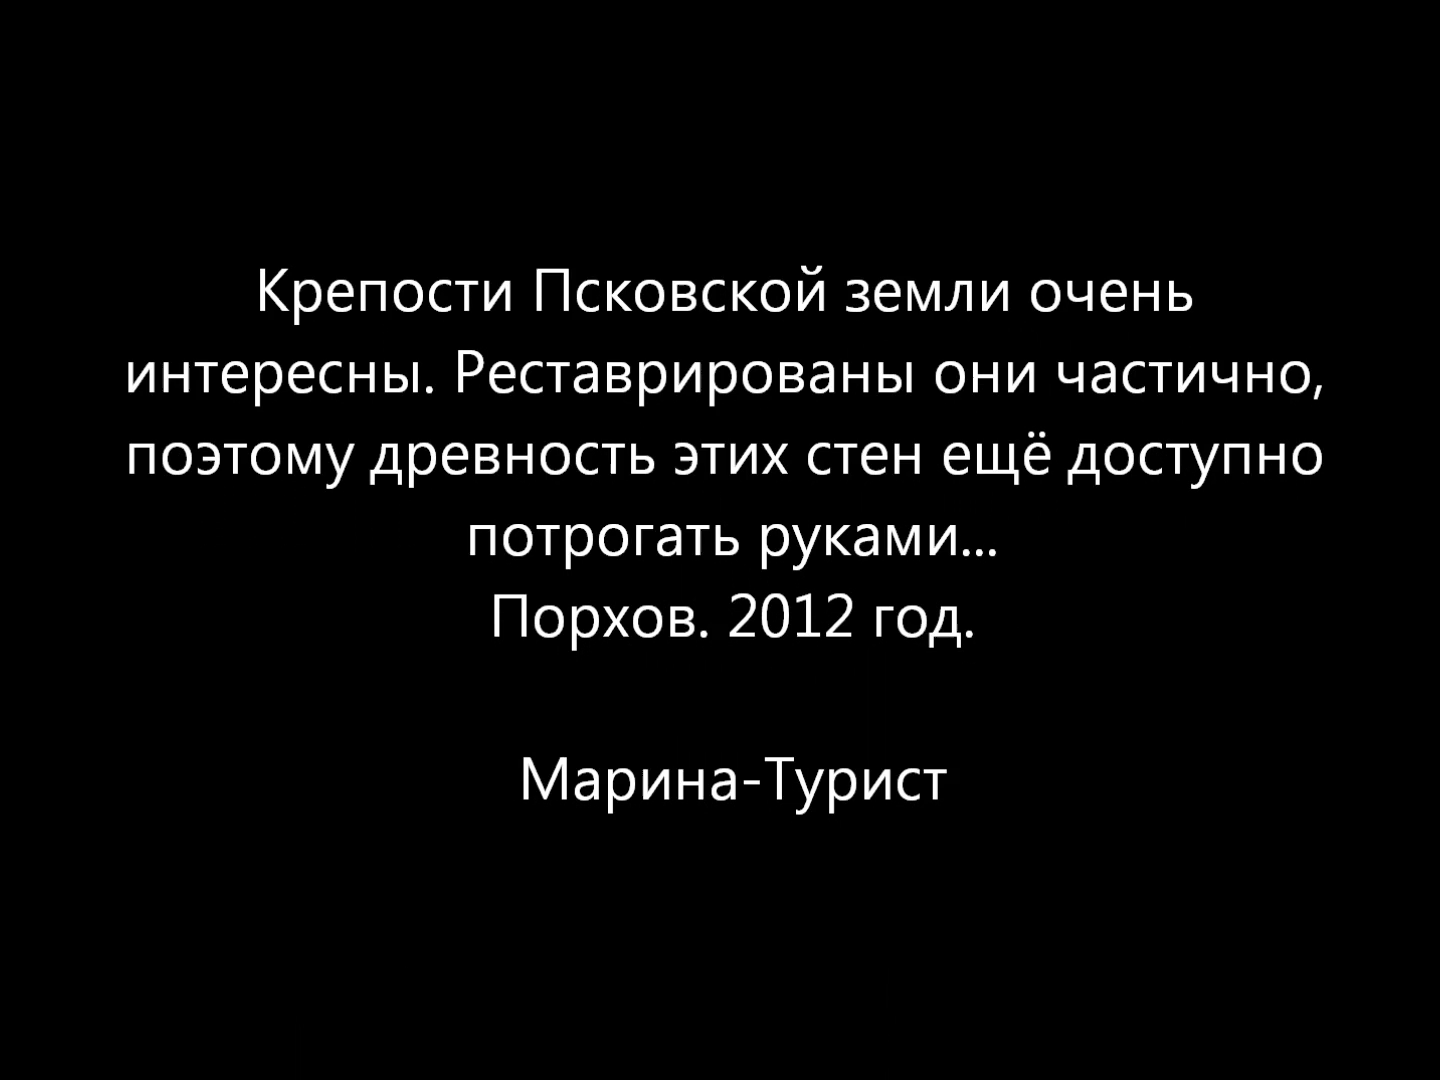 Крепости Псковской земли очень
интересны. Реставрированы они частично,
поэтому древность этих стен ещё доступно
потрогать руками...
Порхов. 2012 год.
Марина-Турист